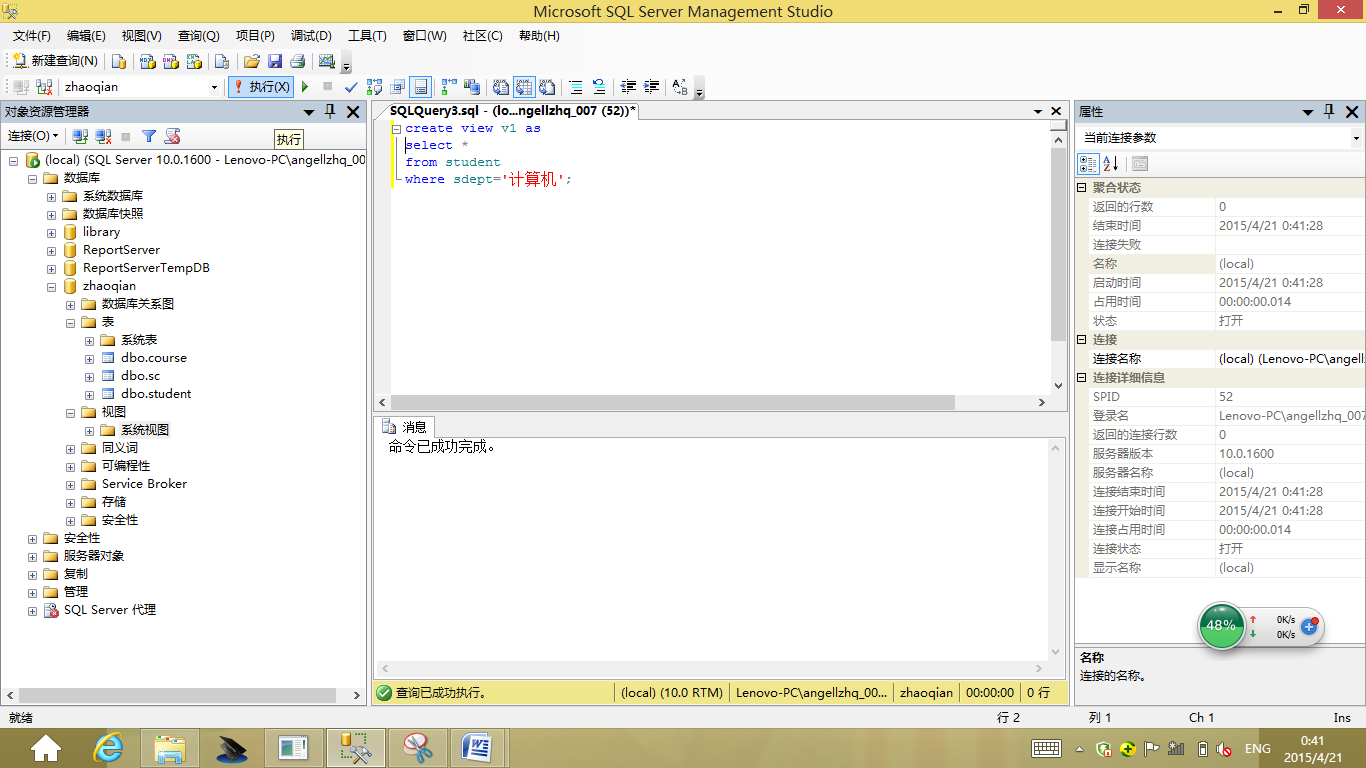 Microsoft SQL Server Management Studio
文件(F) 编辑(E) 视图(V) 查询(Q) 项目(P) 调试(D) 工具(T) 窗口(W) 社区(C) 帮助(H)
新建查询(N)
zhaoqian 执行(X)
对象资源管理器
连接(O)
执行
(local) (SQL Server 10.0.1600 - Lenovo-PC\angellzhq_00
数据库
系统数据库
数据库快照
library
ReportServer
ReportServerTempDB
zhaoqian
数据库关系图
表
系统表
dbo.course
dbo.sc
dbo.student
视图
系统视图
同义词
可编程性
Service Broker
存储
安全性
安全性
服务器对象
复制
管理
SQL Server 代理
SQLQuery3.sql - (lo...ngellzhq_007 (52))*
create view v1 as
select *
from student
where sdept='计算机';
消息
命令已成功完成。
查询已成功执行。 (local) (10.0 RTM) Lenovo-PC\angellzhq_00... zhaoqian 00:00:00 0 行
属性
当前连接参数
聚合状态
返回的行数 0
结束时间 2015/4/21 0:41:28
连接失败
名称 (local)
启动时间 2015/4/21 0:41:28
占用时间 00:00:00.014
状态 打开
连接
连接名称 (local) (Lenovo-PC\angellz
连接详细信息
SPID 52
登录名 Lenovo-PC\angellzhq_007
返回的连接行数 0
服务器版本 10.0.1600
服务器名称 (local)
连接结束时间 2015/4/21 0:41:28
连接开始时间 2015/4/21 0:41:28
连接占用时间 00:00:00.014
连接状态 打开
显示名称 (local)
48% 0K/s
0K/s
名称
连接的名称。
就绪 行 2 列 1 Ch 1 Ins
ENG 0:41
2015/4/21